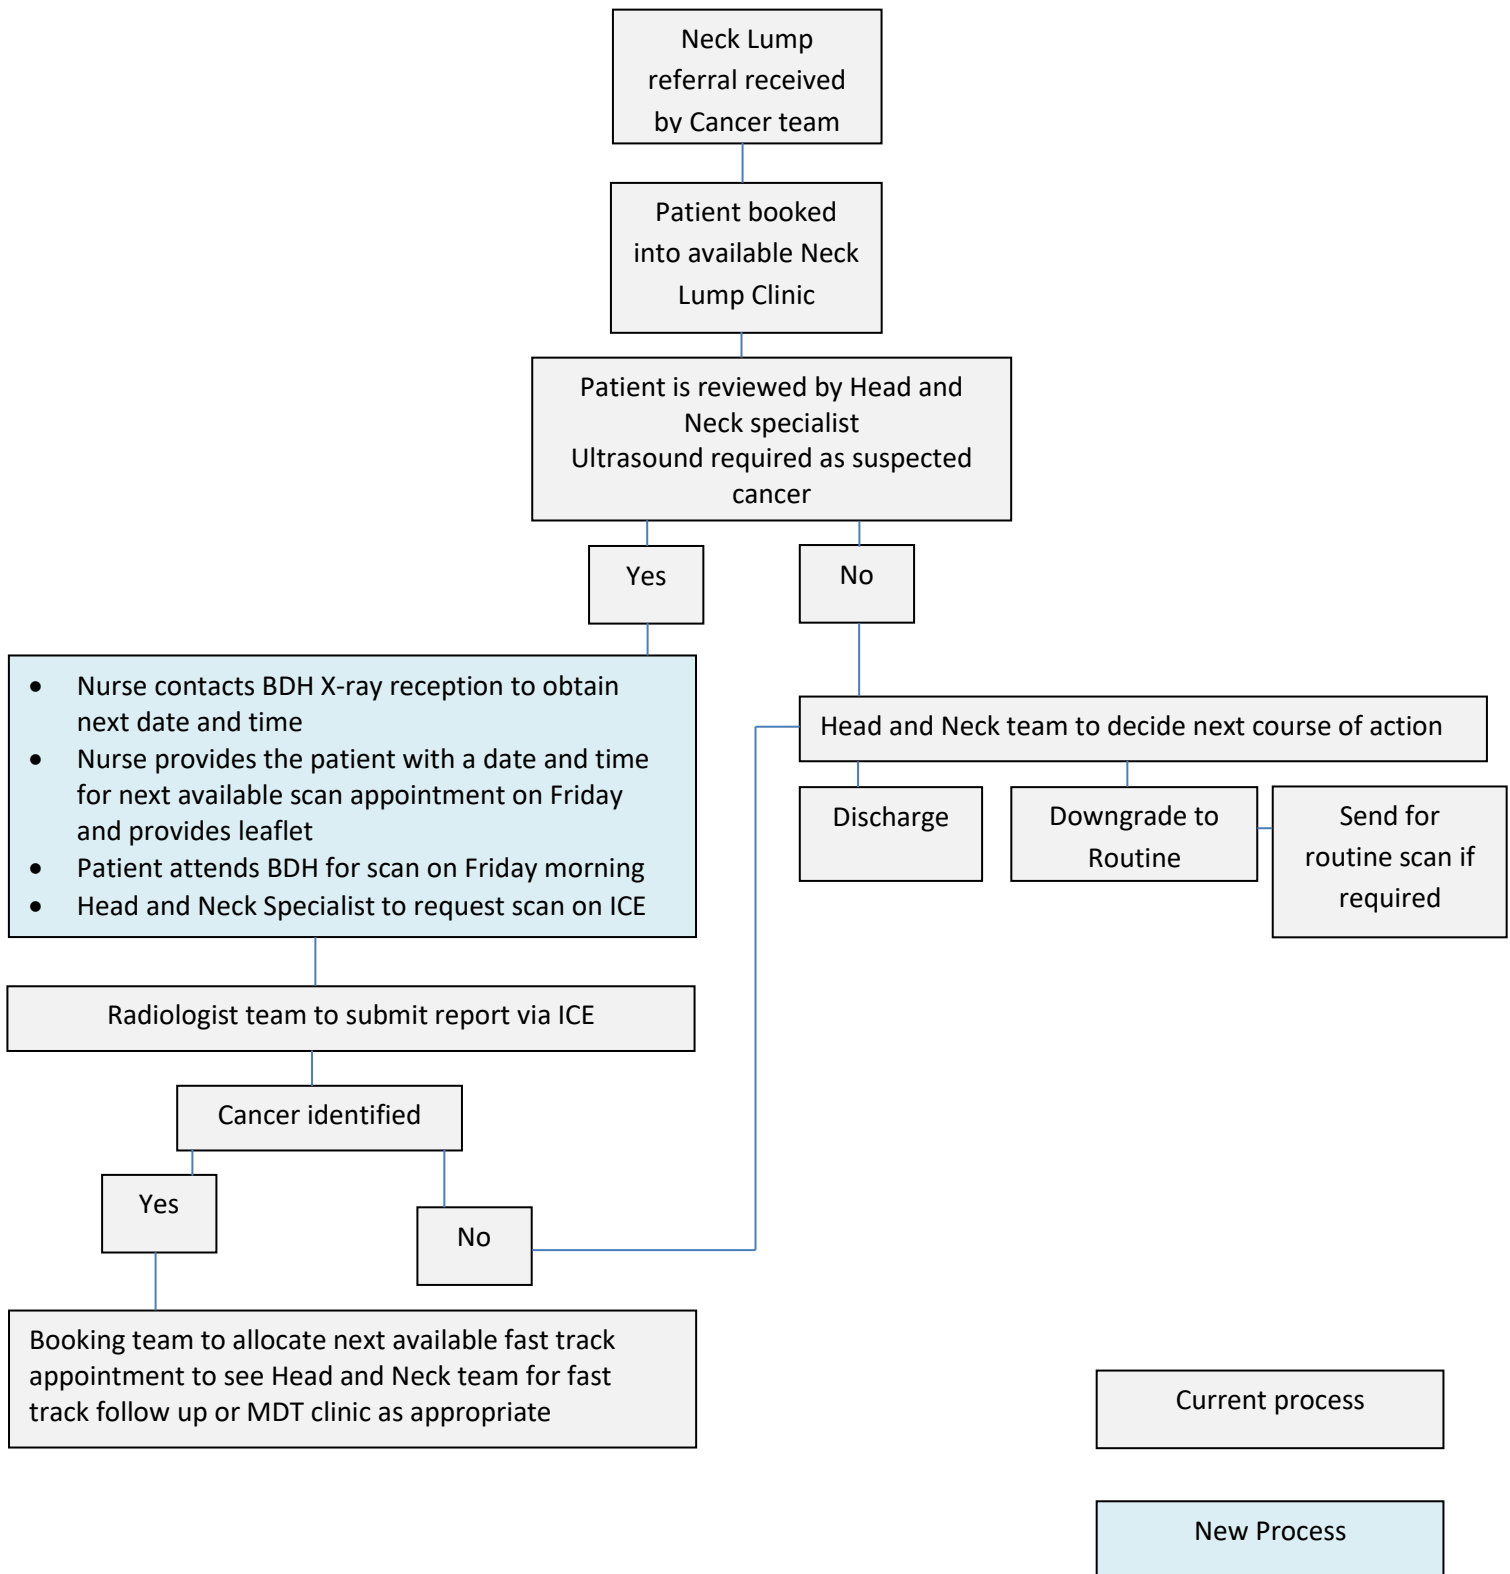 Neck Lump
referral received
by Cancer team
Patient booked
into available Neck
Lump Clinic
Patient is reviewed by Head and
Neck specialist
Ultrasound required as suspected
cancer
Yes
No
• Nurse contacts BDH X-ray reception to obtain
next date and time
• Nurse provides the patient with a date and time
for next available scan appointment on Friday
and provides leaflet
• Patient attends BDH for scan on Friday morning
• Head and Neck Specialist to request scan on ICE
Head and Neck team to decide next course of action
Discharge
Downgrade to
Routine
Send for
routine scan if
required
Radiologist team to submit report via ICE
Cancer identified
Yes
No
Booking team to allocate next available fast track
appointment to see Head and Neck team for fast
track follow up or MDT clinic as appropriate
Current process
New Process